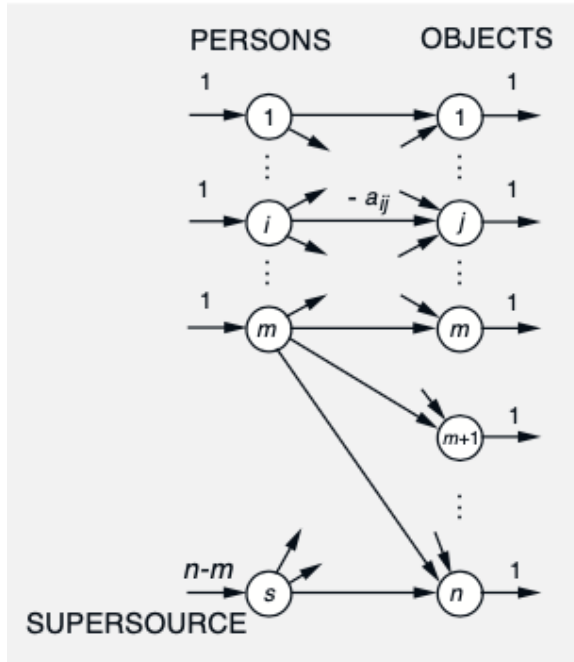 PERSONS OBJECTS
1 1
1 1
⋮ ⋮
1 - aij 1
i j
⋮ ⋮
1 1
m m
1
m+1
⋮
n-m 1
s n
SUPERSOURCE